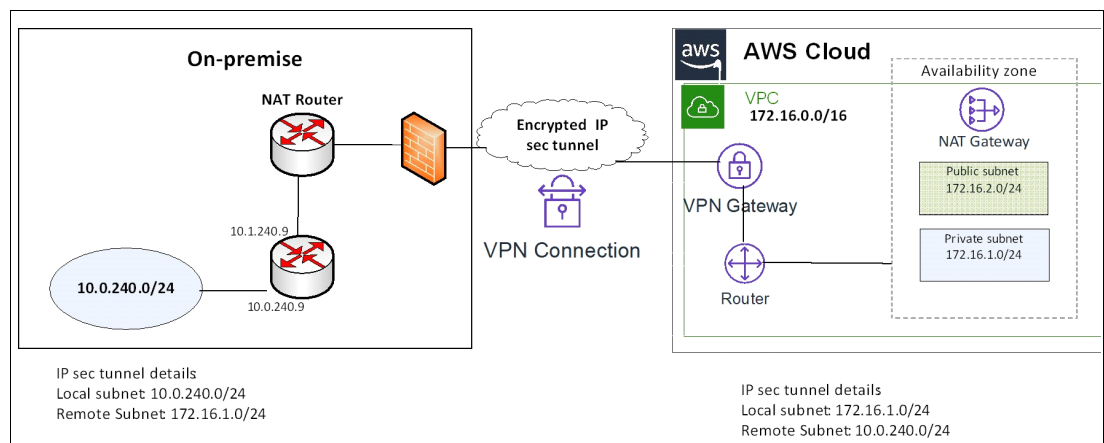 On-premise
NAT Router
10.1.240.9
10.0.240.0/24
10.0.240.9
Encrypted IP
sec tunnel
VPN Connection
aws
AWS Cloud
Availability zone
VPC
172.16.0.0/16
NAT Gateway
Public subnet
172.16.2.0/24
VPN Gateway
Private subnet
172.16.1.0/24
Router
IP sec tunnel details
Local subnet: 10.0.240.0/24
Remote Subnet: 172.16.1.0/24
IP sec tunnel details
Local subnet: 172.16.1.0/24
Remote Subnet: 10.0.240.0/24